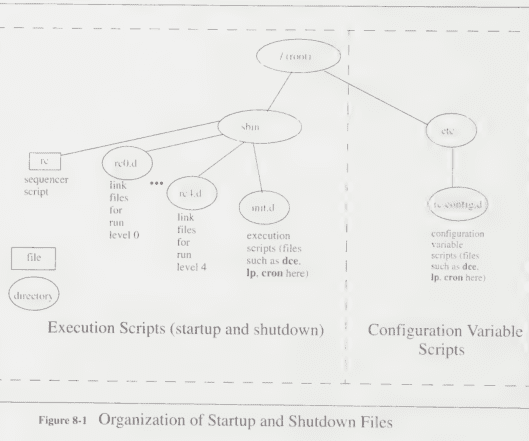 / (root)
sbin
etc
rc
sequencer
script
rc0.d
link
files
for
run
level 0
•••
rc4.d
link
files
for
run
level 4
init.d
execution
scripts (files
such as dce,
lp, cron here)
rc.config.d
configuration
variable
scripts (files
such as dce,
lp, cron here)
file
directory
Execution Scripts (startup and shutdown)
Configuration Variable
Scripts
Figure 8-1 Organization of Startup and Shutdown Files